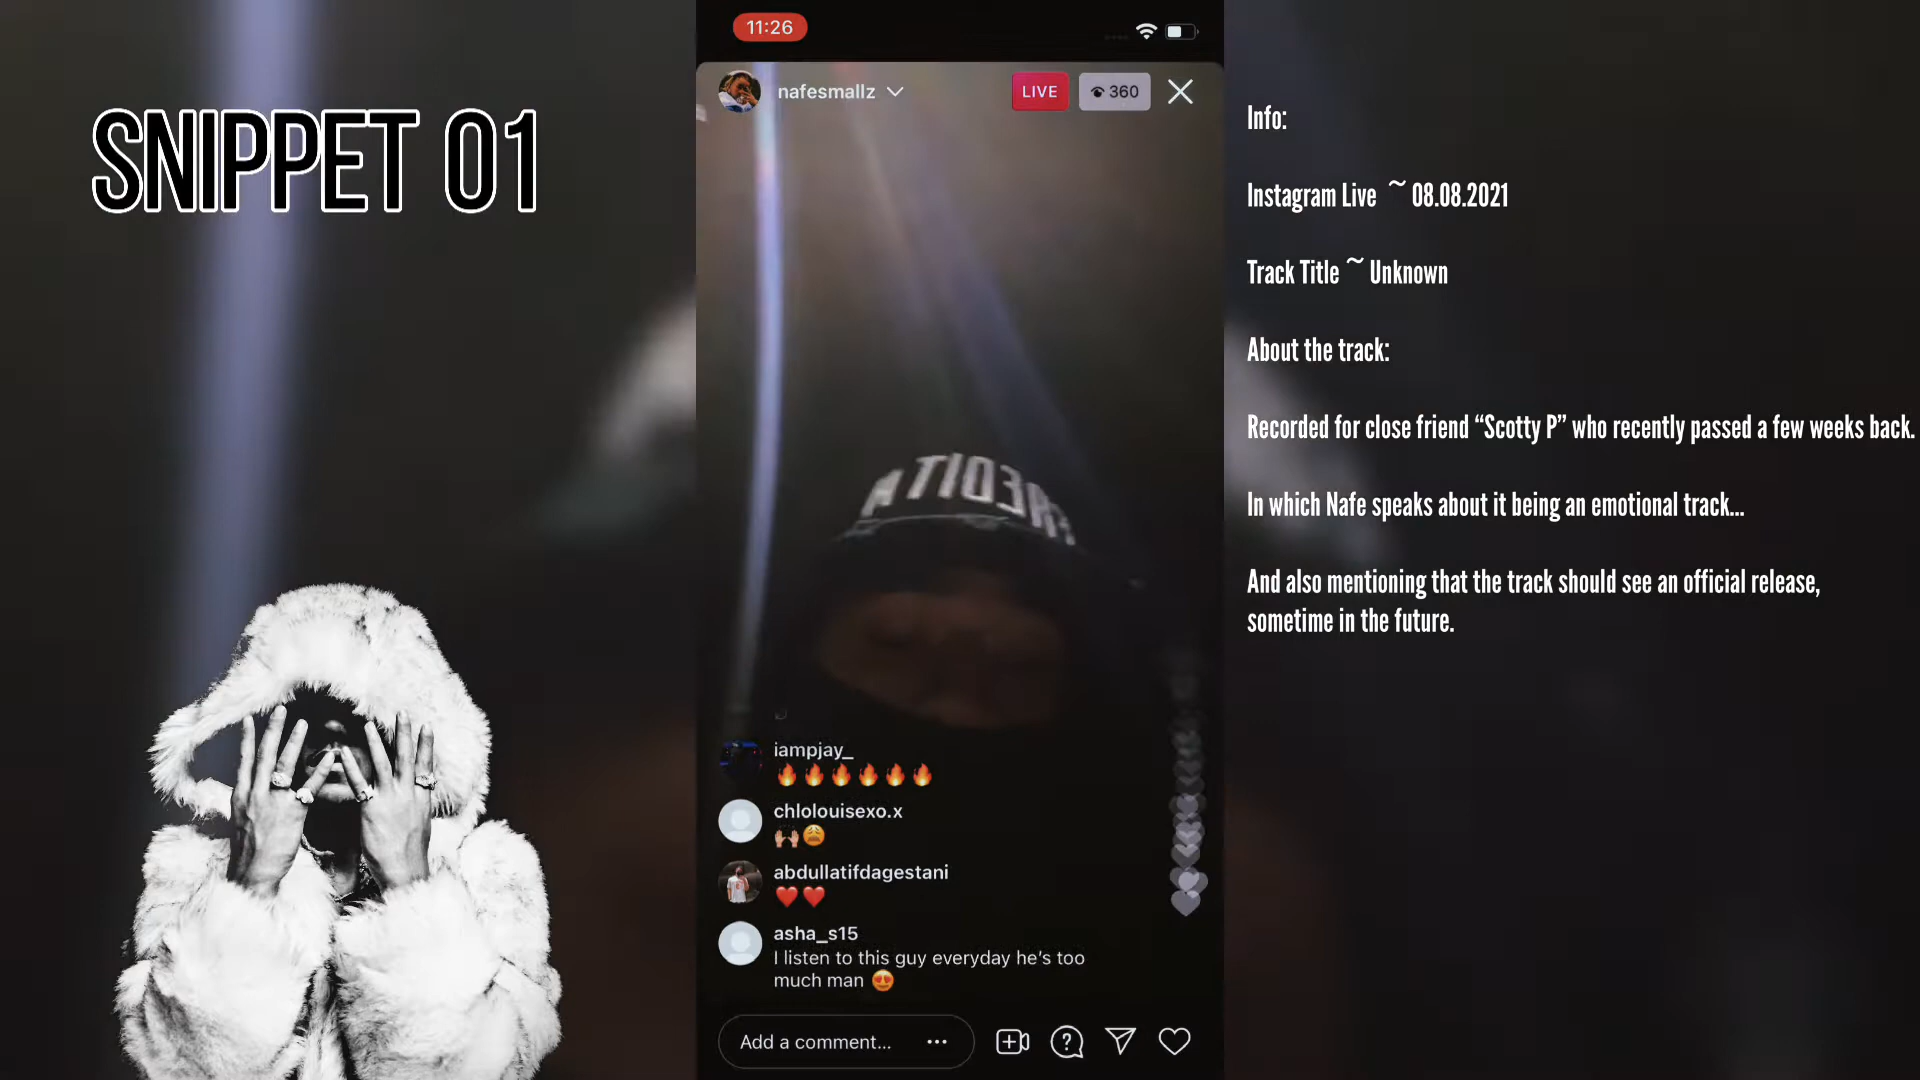 11:26
nafesmallz
LIVE
360
SNIPPET 01
Info:
Instagram Live ~ 08.08.2021
Track Title ~ Unknown
About the track:
Recorded for close friend “Scotty P” who recently passed a few weeks back.
In which Nafe speaks about it being an emotional track...
And also mentioning that the track should see an official release,
sometime in the future.
iampjay_
🔥🔥🔥🔥🔥🔥
chlolouisexo.x
🙌🏼😩
abdullatifdagestani
❤️❤️
asha_s15
I listen to this guy everyday he’s too
much man 😍
Add a comment...